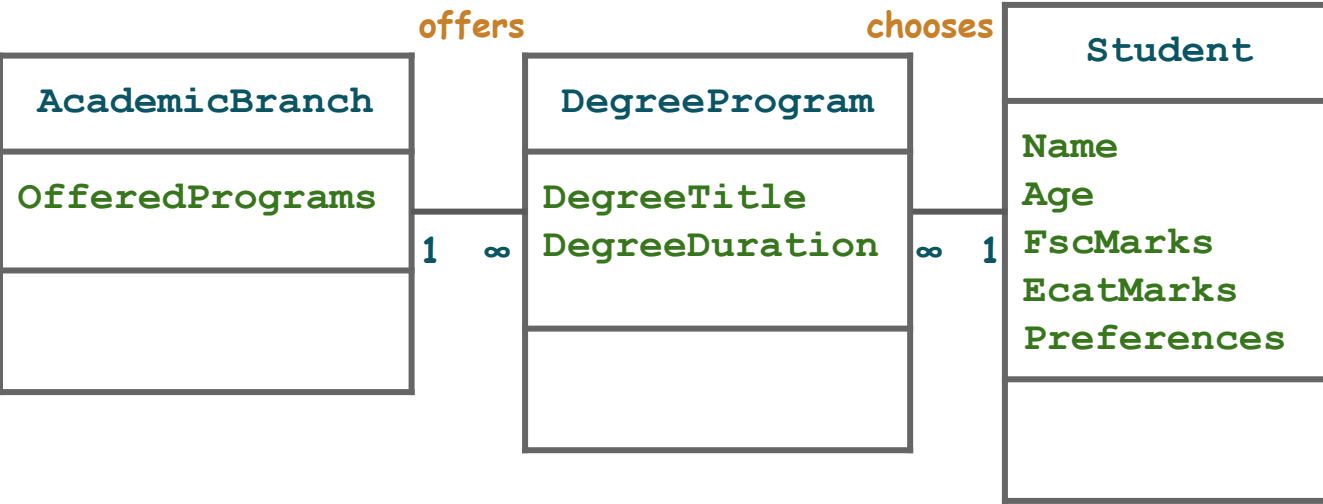 offers
chooses
AcademicBranch
OfferedPrograms
1 ∞
DegreeProgram
DegreeTitle
DegreeDuration
∞ 1
Student
Name
Age
FscMarks
EcatMarks
Preferences